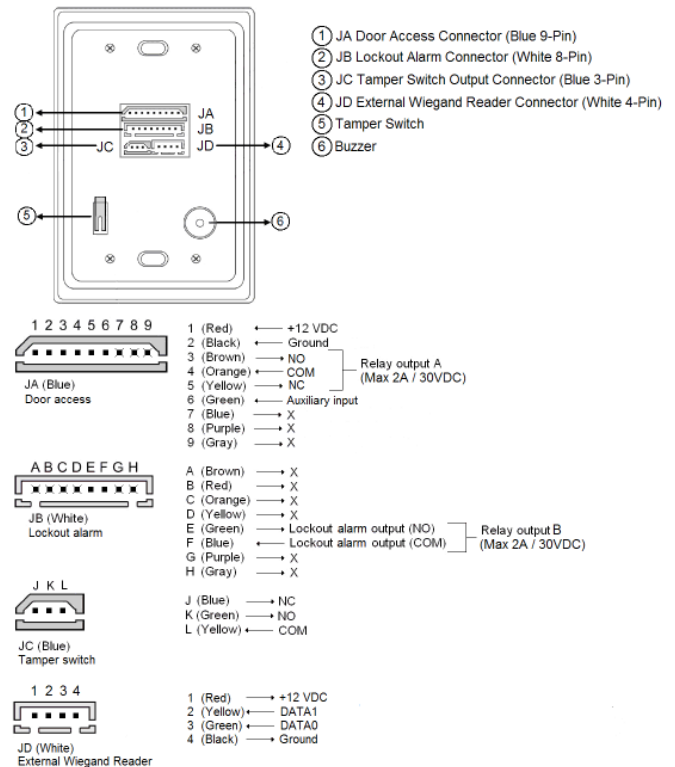 1 JA Door Access Connector (Blue 9-Pin)
2 JB Lockout Alarm Connector (White 8-Pin)
3 JC Tamper Switch Output Connector (Blue 3-Pin)
4 JD External Wiegand Reader Connector (White 4-Pin)
5 Tamper Switch
6 Buzzer
1 JA
2 JB
3 JC JD 4
5 6
1 2 3 4 5 6 7 8 9
JA (Blue)
Door access
1 (Red) +12 VDC
2 (Black) Ground
3 (Brown) NO
4 (Orange) COM
5 (Yellow) NC
Relay output A
(Max 2A / 30VDC)
6 (Green) Auxiliary input
7 (Blue) X
8 (Purple) X
9 (Gray) X
A B C D E F G H
JB (White)
Lockout alarm
A (Brown) X
B (Red) X
C (Orange) X
D (Yellow) X
E (Green) Lockout alarm output (NO)
F (Blue) Lockout alarm output (COM)
Relay output B
(Max 2A / 30VDC)
G (Purple) X
H (Gray) X
J K L
JC (Blue)
Tamper switch
J (Blue) NC
K (Green) NO
L (Yellow) COM
1 2 3 4
JD (White)
External Wiegand Reader
1 (Red) +12 VDC
2 (Yellow) DATA1
3 (Green) DATA0
4 (Black) Ground